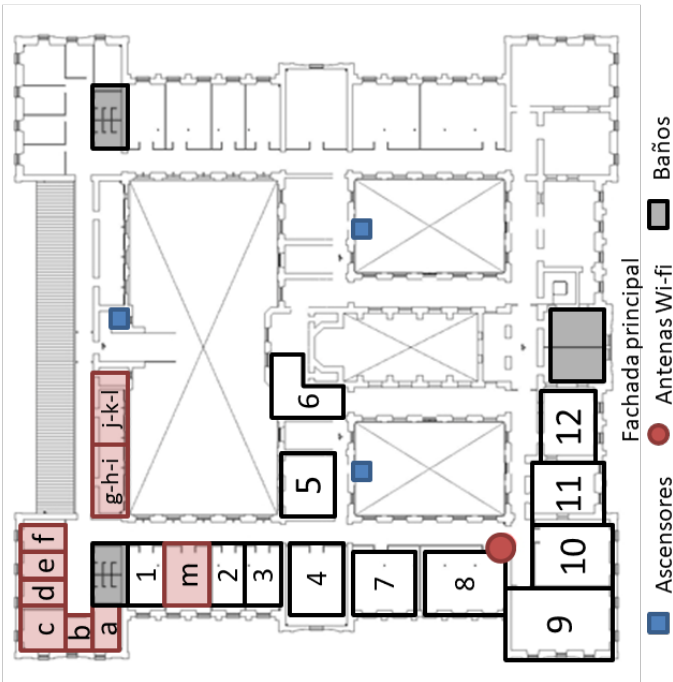 c
d
e
f
b
a
g-h-i
j-k-l
1
m
2
3
4
5
6
7
8
9
10
11
12
Fachada principal
Ascensores
Antenas Wi-fi
Baños